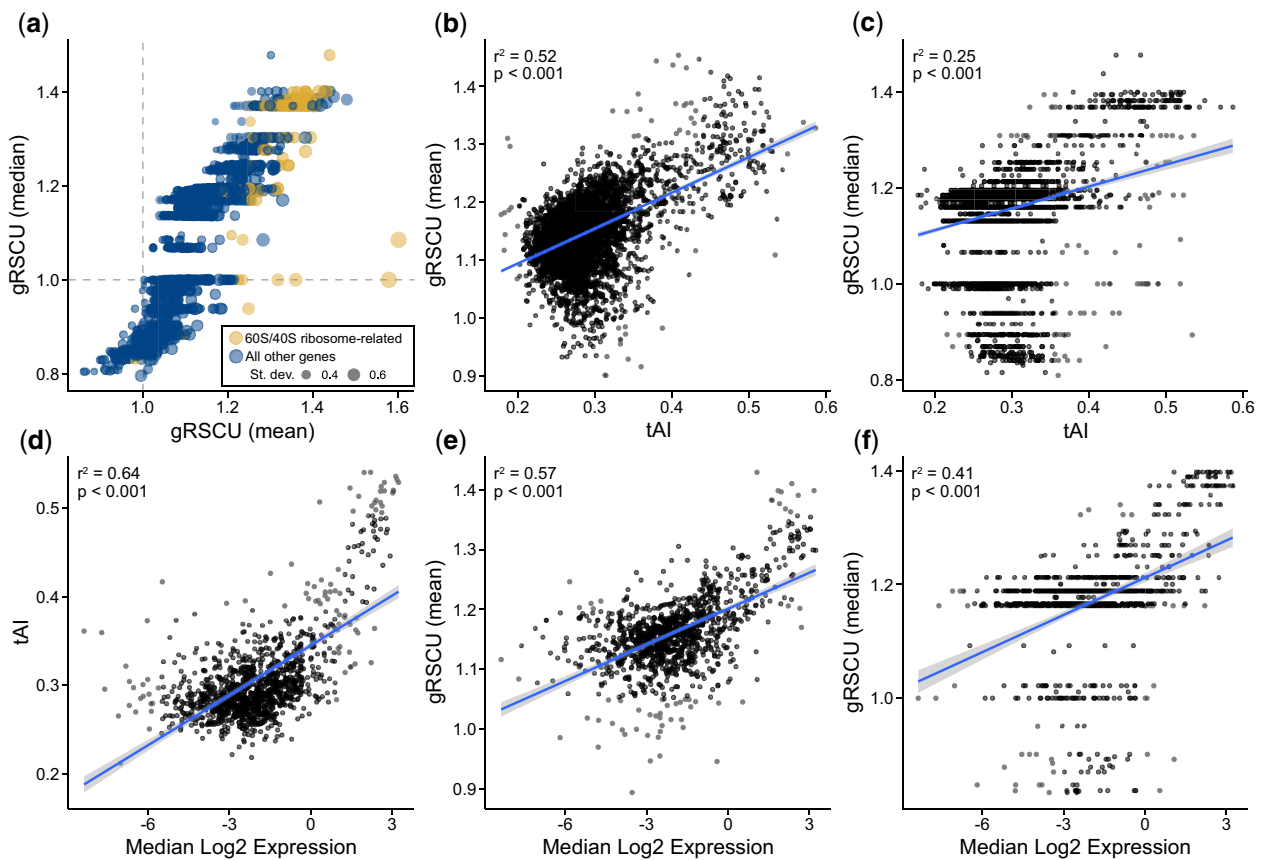 (a)
gRSCU (median)
1.4
1.2
1.0
0.8
60S/40S ribosome-related
All other genes
St. dev. 0.4 0.6
1.0 1.2 1.4 1.6
gRSCU (mean)
(b)
r² = 0.52
p < 0.001
gRSCU (mean)
1.4
1.3
1.2
1.1
1.0
0.9
0.2 0.3 0.4 0.5 0.6
tAI
(c)
r² = 0.25
p < 0.001
gRSCU (median)
1.4
1.2
1.0
0.8
0.2 0.3 0.4 0.5 0.6
tAI
(d)
r² = 0.64
p < 0.001
tAI
0.5
0.4
0.3
0.2
-6 -3 0 3
Median Log2 Expression
(e)
r² = 0.57
p < 0.001
gRSCU (mean)
1.4
1.3
1.2
1.1
1.0
0.9
-6 -3 0 3
Median Log2 Expression
(f)
r² = 0.41
p < 0.001
gRSCU (median)
1.4
1.2
1.0
-6 -3 0 3
Median Log2 Expression